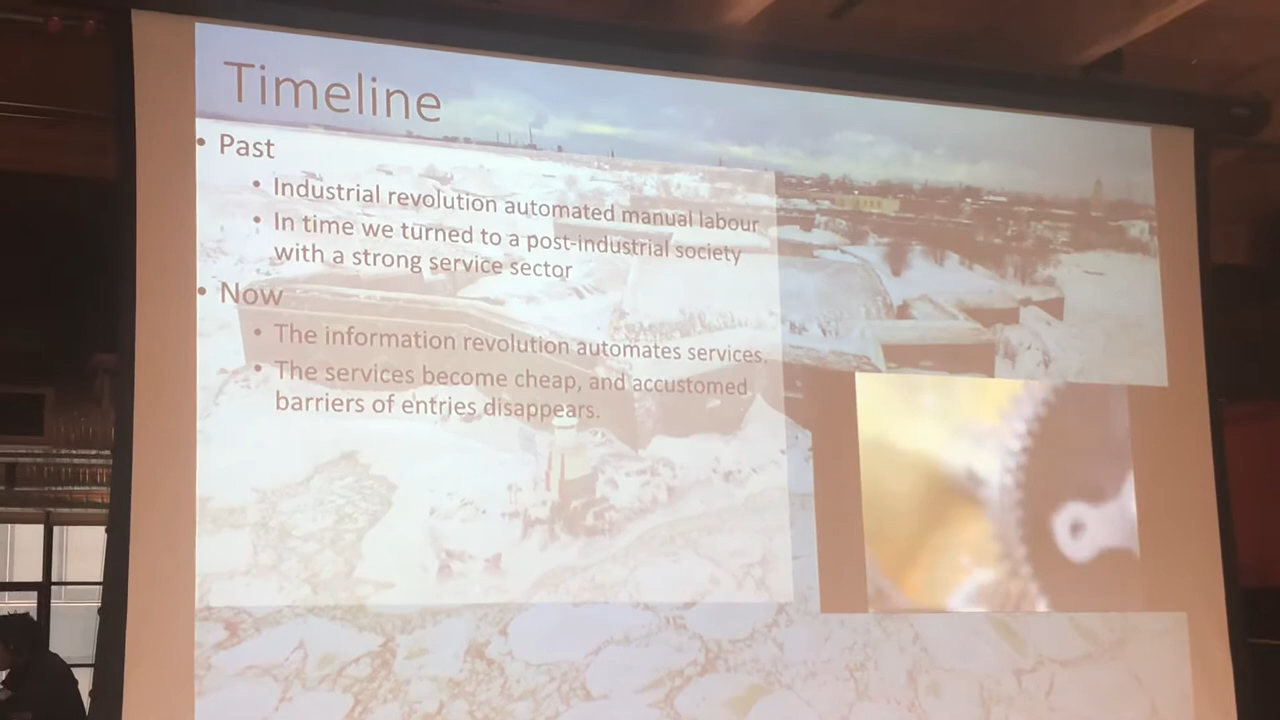 Timeline
• Past
• Industrial revolution automated manual labour
• In time we turned to a post-industrial society
with a strong service sector
• Now
• The information revolution automates services.
• The services become cheap, and accustomed
barriers of entries disappears.